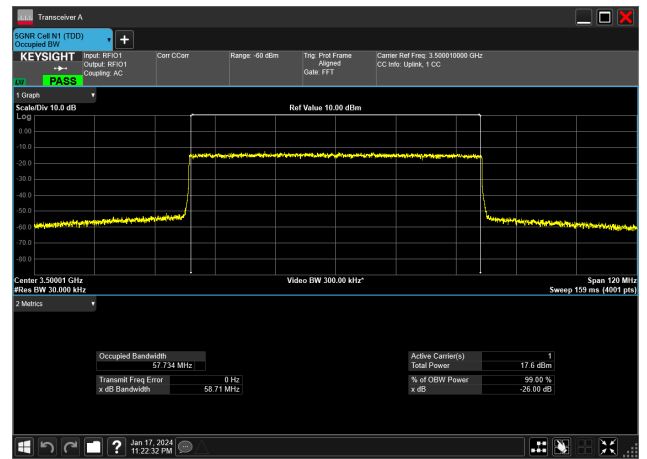 Transceiver A
5GNR Cell N1 (TDD)
Occupied BW
KEYSIGHT
LW
PASS
Input: RFIO1
Output: RFIO1
Coupling: AC
Corr CCorr
Range: -60 dBm
Trig: Prot Frame
Aligned
Gate: FFT
Carrier Ref Freq: 3.500010000 GHz
CC Info: Uplink, 1 CC
1 Graph
Scale/Div 10.0 dB
Ref Value 10.00 dBm
Log
0.00
-10.0
-20.0
-30.0
-40.0
-50.0
-60.0
-70.0
-80.0
Center 3.50001 GHz
Video BW 300.00 kHz*
Span 120 MHz
#Res BW 30.000 kHz
Sweep 159 ms (4001 pts)
2 Metrics
Occupied Bandwidth
57.734 MHz
Transmit Freq Error 0 Hz
x dB Bandwidth 58.71 MHz
Active Carrier(s) 1
Total Power 17.6 dBm
% of OBW Power 99.00 %
x dB -26.00 dB
Jan 17, 2024
11:22:32 PM